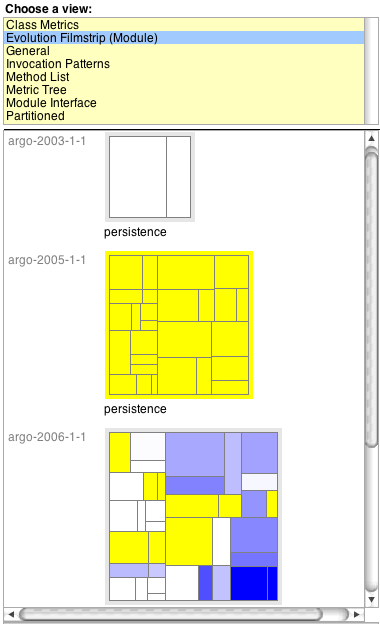 Choose a view:
Class Metrics
Evolution Filmstrip (Module)
General
Invocation Patterns
Method List
Metric Tree
Module Interface
Partitioned
argo-2003-1-1
persistence
argo-2005-1-1
persistence
argo-2006-1-1